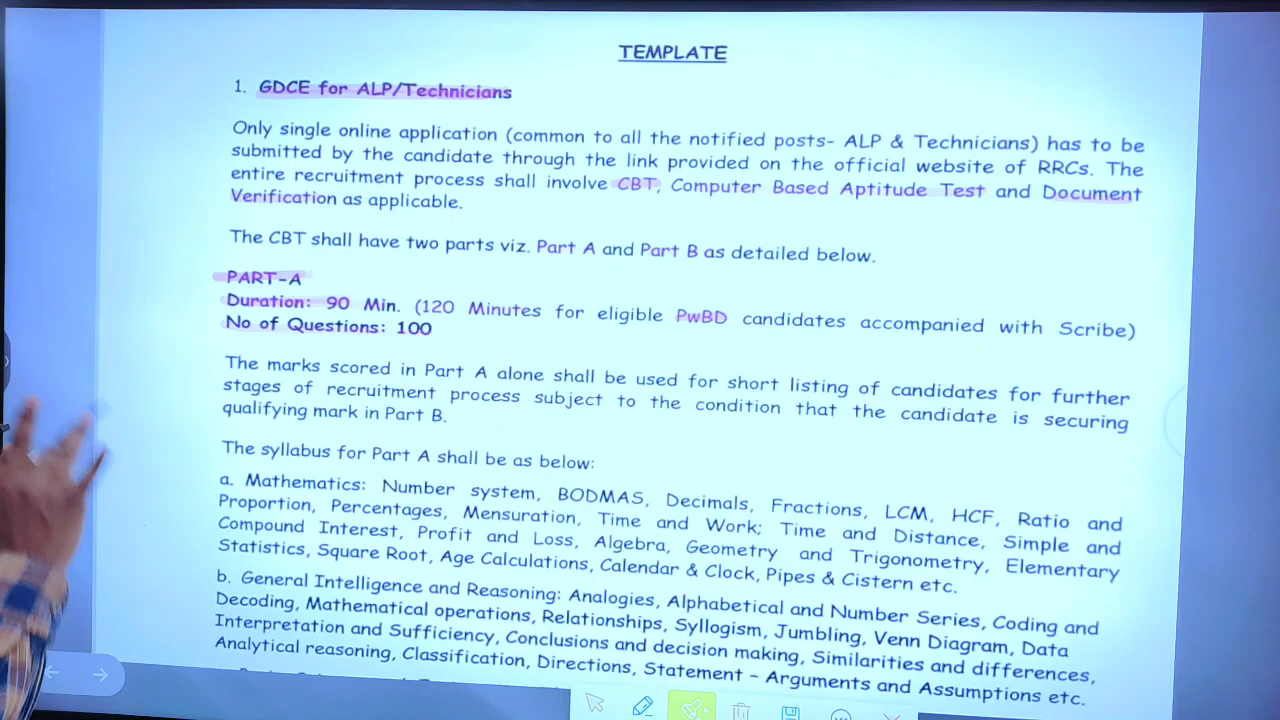 TEMPLATE
1. GDCE for ALP/Technicians
Only single online application (common to all the notified posts- ALP & Technicians) has to be
submitted by the candidate through the link provided on the official website of RRCs. The
entire recruitment process shall involve CBT, Computer Based Aptitude Test and Document
Verification as applicable.
The CBT shall have two parts viz. Part A and Part B as detailed below.
PART-A
Duration: 90 Min. (120 Minutes for eligible PwBD candidates accompanied with Scribe)
No of Questions: 100
The marks scored in Part A alone shall be used for short listing of candidates for further
stages of recruitment process subject to the condition that the candidate is securing
qualifying mark in Part B.
The syllabus for Part A shall be as below:
a. Mathematics: Number system, BODMAS, Decimals, Fractions, LCM, HCF, Ratio and
Proportion, Percentages, Mensuration, Time and Work; Time and Distance, Simple and
Compound Interest, Profit and Loss, Algebra, Geometry and Trigonometry, Elementary
Statistics, Square Root, Age Calculations, Calendar & Clock, Pipes & Cistern etc.
b. General Intelligence and Reasoning: Analogies, Alphabetical and Number Series, Coding and
Decoding, Mathematical operations, Relationships, Syllogism, Jumbling, Venn Diagram, Data
Interpretation and Sufficiency, Conclusions and decision making, Similarities and differences,
Analytical reasoning, Classification, Directions, Statement – Arguments and Assumptions etc.